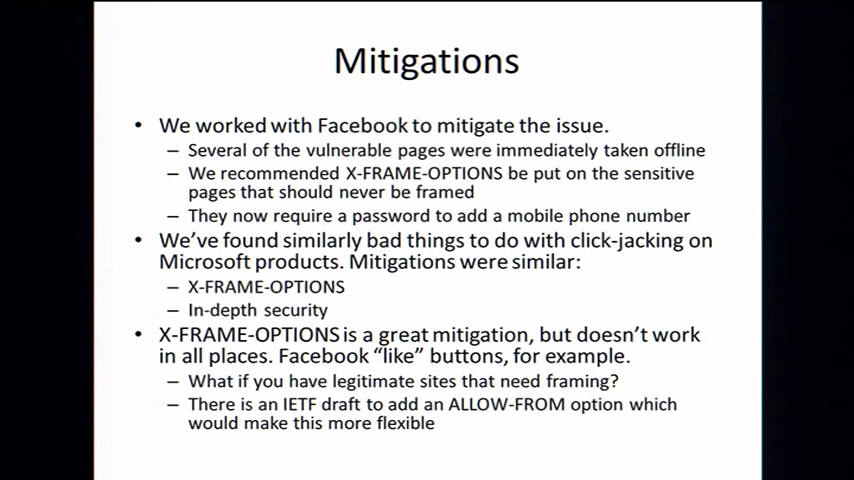 Mitigations
• We worked with Facebook to mitigate the issue.
– Several of the vulnerable pages were immediately taken offline
– We recommended X-FRAME-OPTIONS be put on the sensitive
pages that should never be framed
– They now require a password to add a mobile phone number
• We've found similarly bad things to do with click-jacking on
Microsoft products. Mitigations were similar:
– X-FRAME-OPTIONS
– In-depth security
• X-FRAME-OPTIONS is a great mitigation, but doesn't work
in all places. Facebook “like” buttons, for example.
– What if you have legitimate sites that need framing?
– There is an IETF draft to add an ALLOW-FROM option which
would make this more flexible